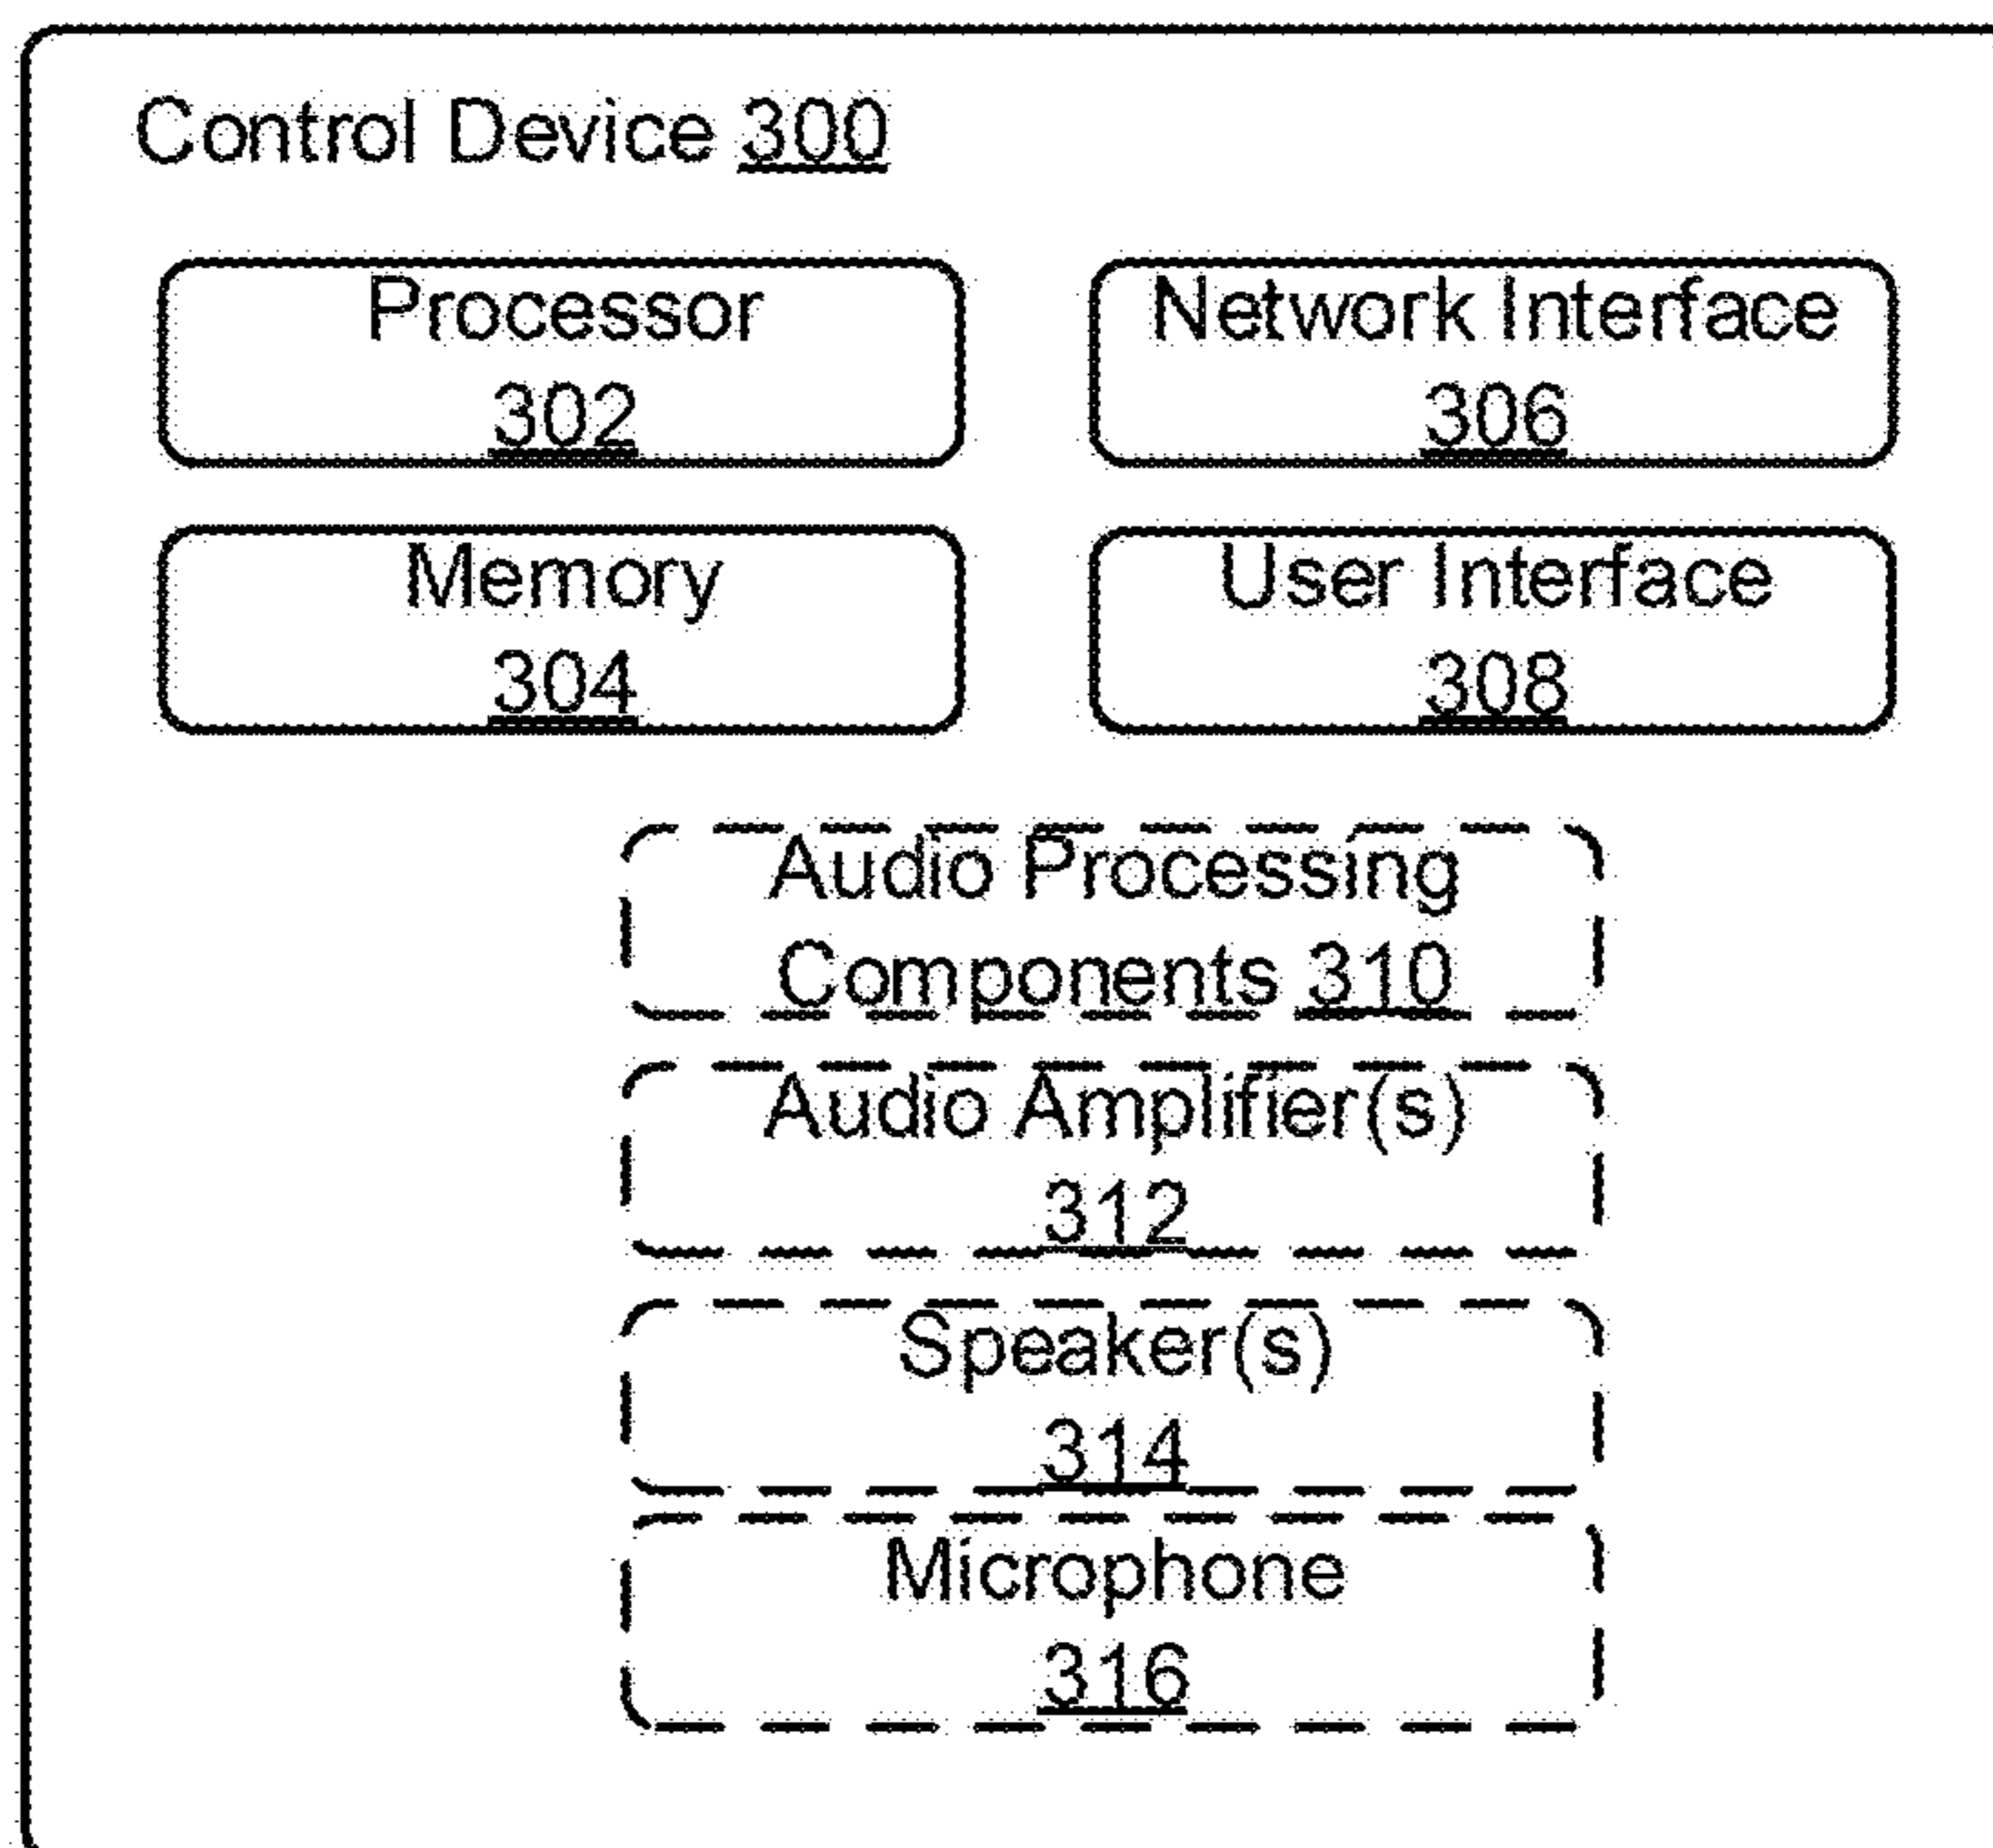 Control Device 300
Processor
302
Network Interface
306
Memory
304
User Interface
308
Audio Processing
Components 310
Audio Amplifier(s)
312
Speaker(s)
314
Microphone
316